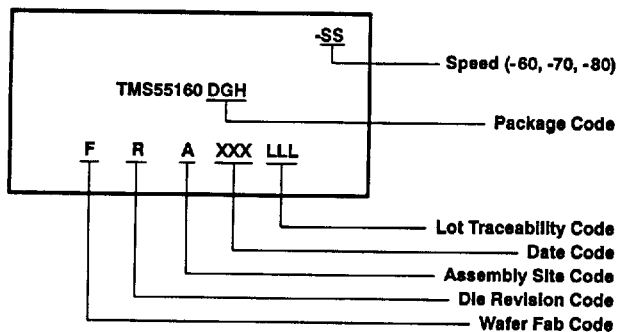 -SS
Speed (-60, -70, -80)
TMS55160 DGH
Package Code
F R A XXX LLL
Lot Traceability Code
Date Code
Assembly Site Code
Die Revision Code
Wafer Fab Code